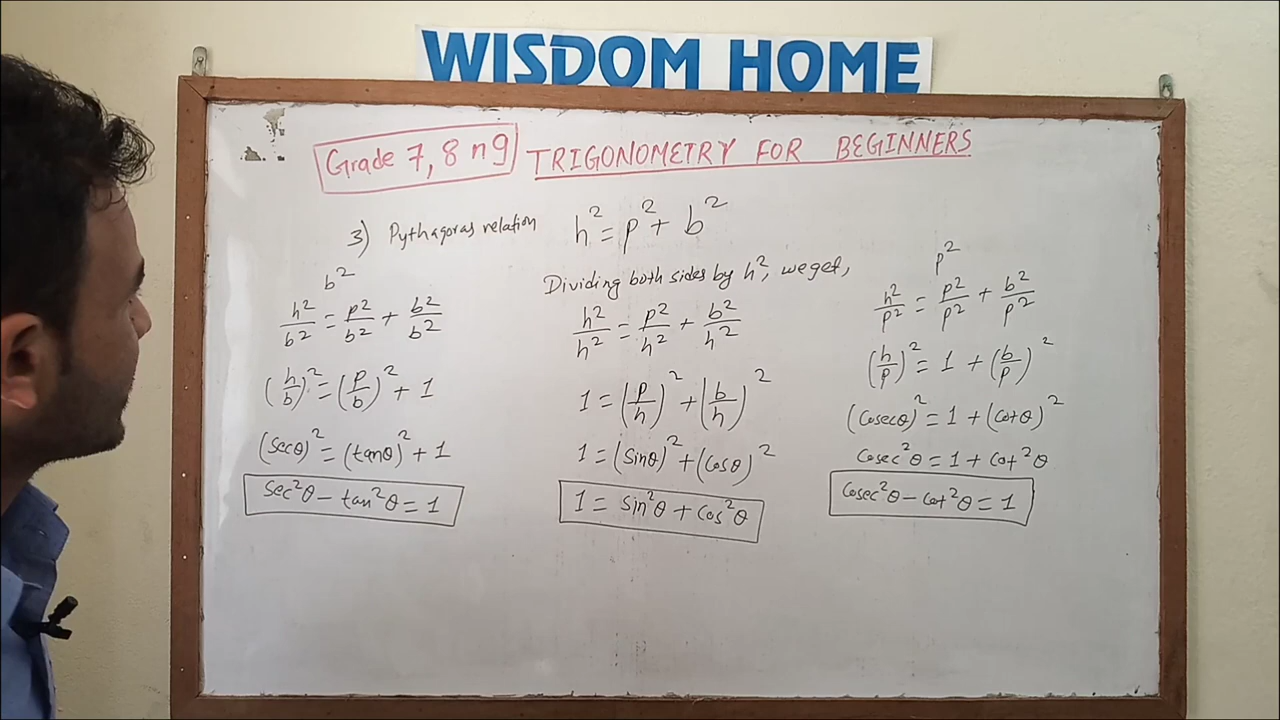 WISDOM HOME
Grade 7, 8 n 9
TRIGONOMETRY FOR BEGINNERS
3) Pythagoras relation h² = p² + b²
b²
h²/b² = p²/b² + b²/b²
(h/b)² = (p/b)² + 1
(secθ)² = (tanθ)² + 1
sec²θ − tan²θ = 1
Dividing both sides by h², we get,
h²/h² = p²/h² + b²/h²
1 = (p/h)² + (b/h)²
1 = (sinθ)² + (cosθ)²
1 = sin²θ + cos²θ
p²
h²/p² = p²/p² + b²/p²
(h/p)² = 1 + (b/p)²
(cosecθ)² = 1 + (cotθ)²
cosec²θ = 1 + cot²θ
cosec²θ − cot²θ = 1